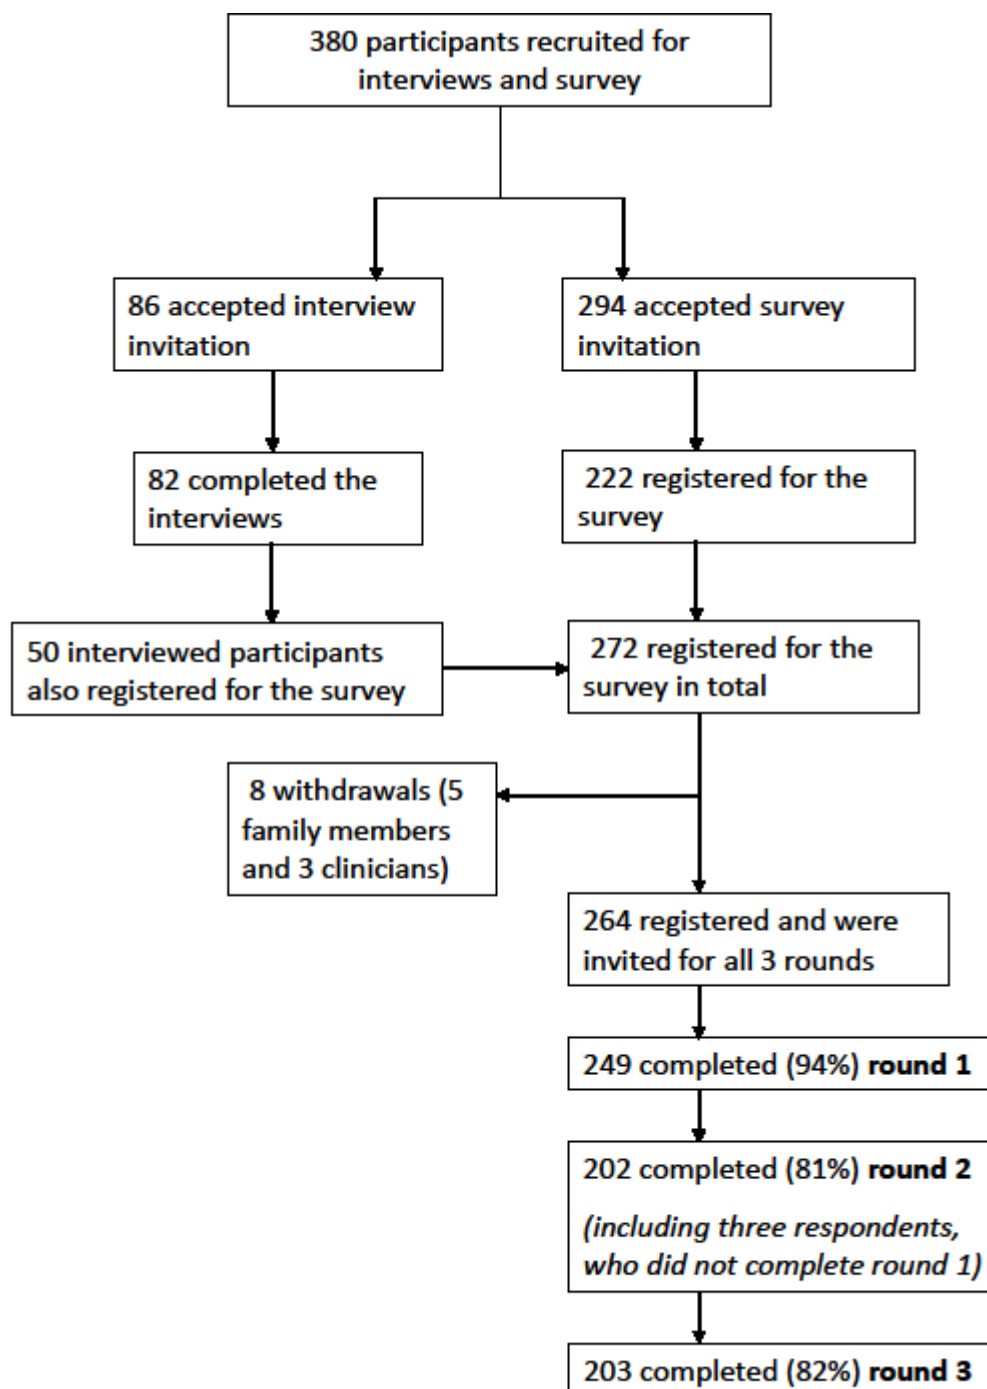 380 participants recruited for
interviews and survey
86 accepted interview
invitation
294 accepted survey
invitation
82 completed the
interviews
222 registered for the
survey
50 interviewed participants
also registered for the survey
272 registered for the
survey in total
8 withdrawals (5
family members
and 3 clinicians)
264 registered and were
invited for all 3 rounds
249 completed (94%) round 1
202 completed (81%) round 2
(including three respondents,
who did not complete round 1)
203 completed (82%) round 3